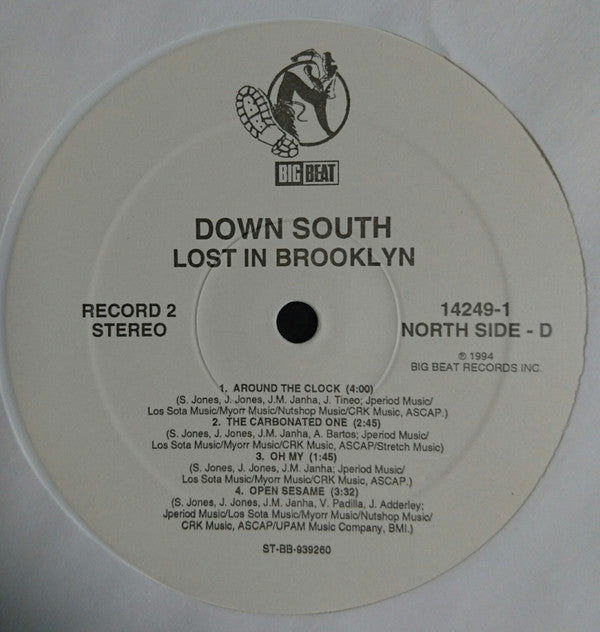 BIG BEAT
DOWN SOUTH
LOST IN BROOKLYN
RECORD 2
STEREO
14249-1
NORTH SIDE - D
℗ 1994
BIG BEAT RECORDS INC.
1. AROUND THE CLOCK (4:00)
(S. Jones, J. Jones, J.M. Janha, J. Tineo; Jperiod Music/
Los Sota Music/Myorr Music/Nutshop Music/CRK Music, ASCAP.)
2. THE CARBONATED ONE (2:45)
(S. Jones, J. Jones, J.M. Janha, A. Bartos; Jperiod Music/
Los Sota Music/Myorr Music/CRK Music, ASCAP/Stretch Music)
3. OH MY (1:45)
(S. Jones, J. Jones, J.M. Janha; Jperiod Music/
Los Sota Music/Myorr Music/CRK Music, ASCAP.)
4. OPEN SESAME (3:32)
(S. Jones, J. Jones, J.M. Janha, V. Padilla, J. Adderley;
Jperiod Music/Los Sota Music/Myorr Music/Nutshop Music/
CRK Music, ASCAP/UPAM Music Company, BMI.)
ST-BB-939260